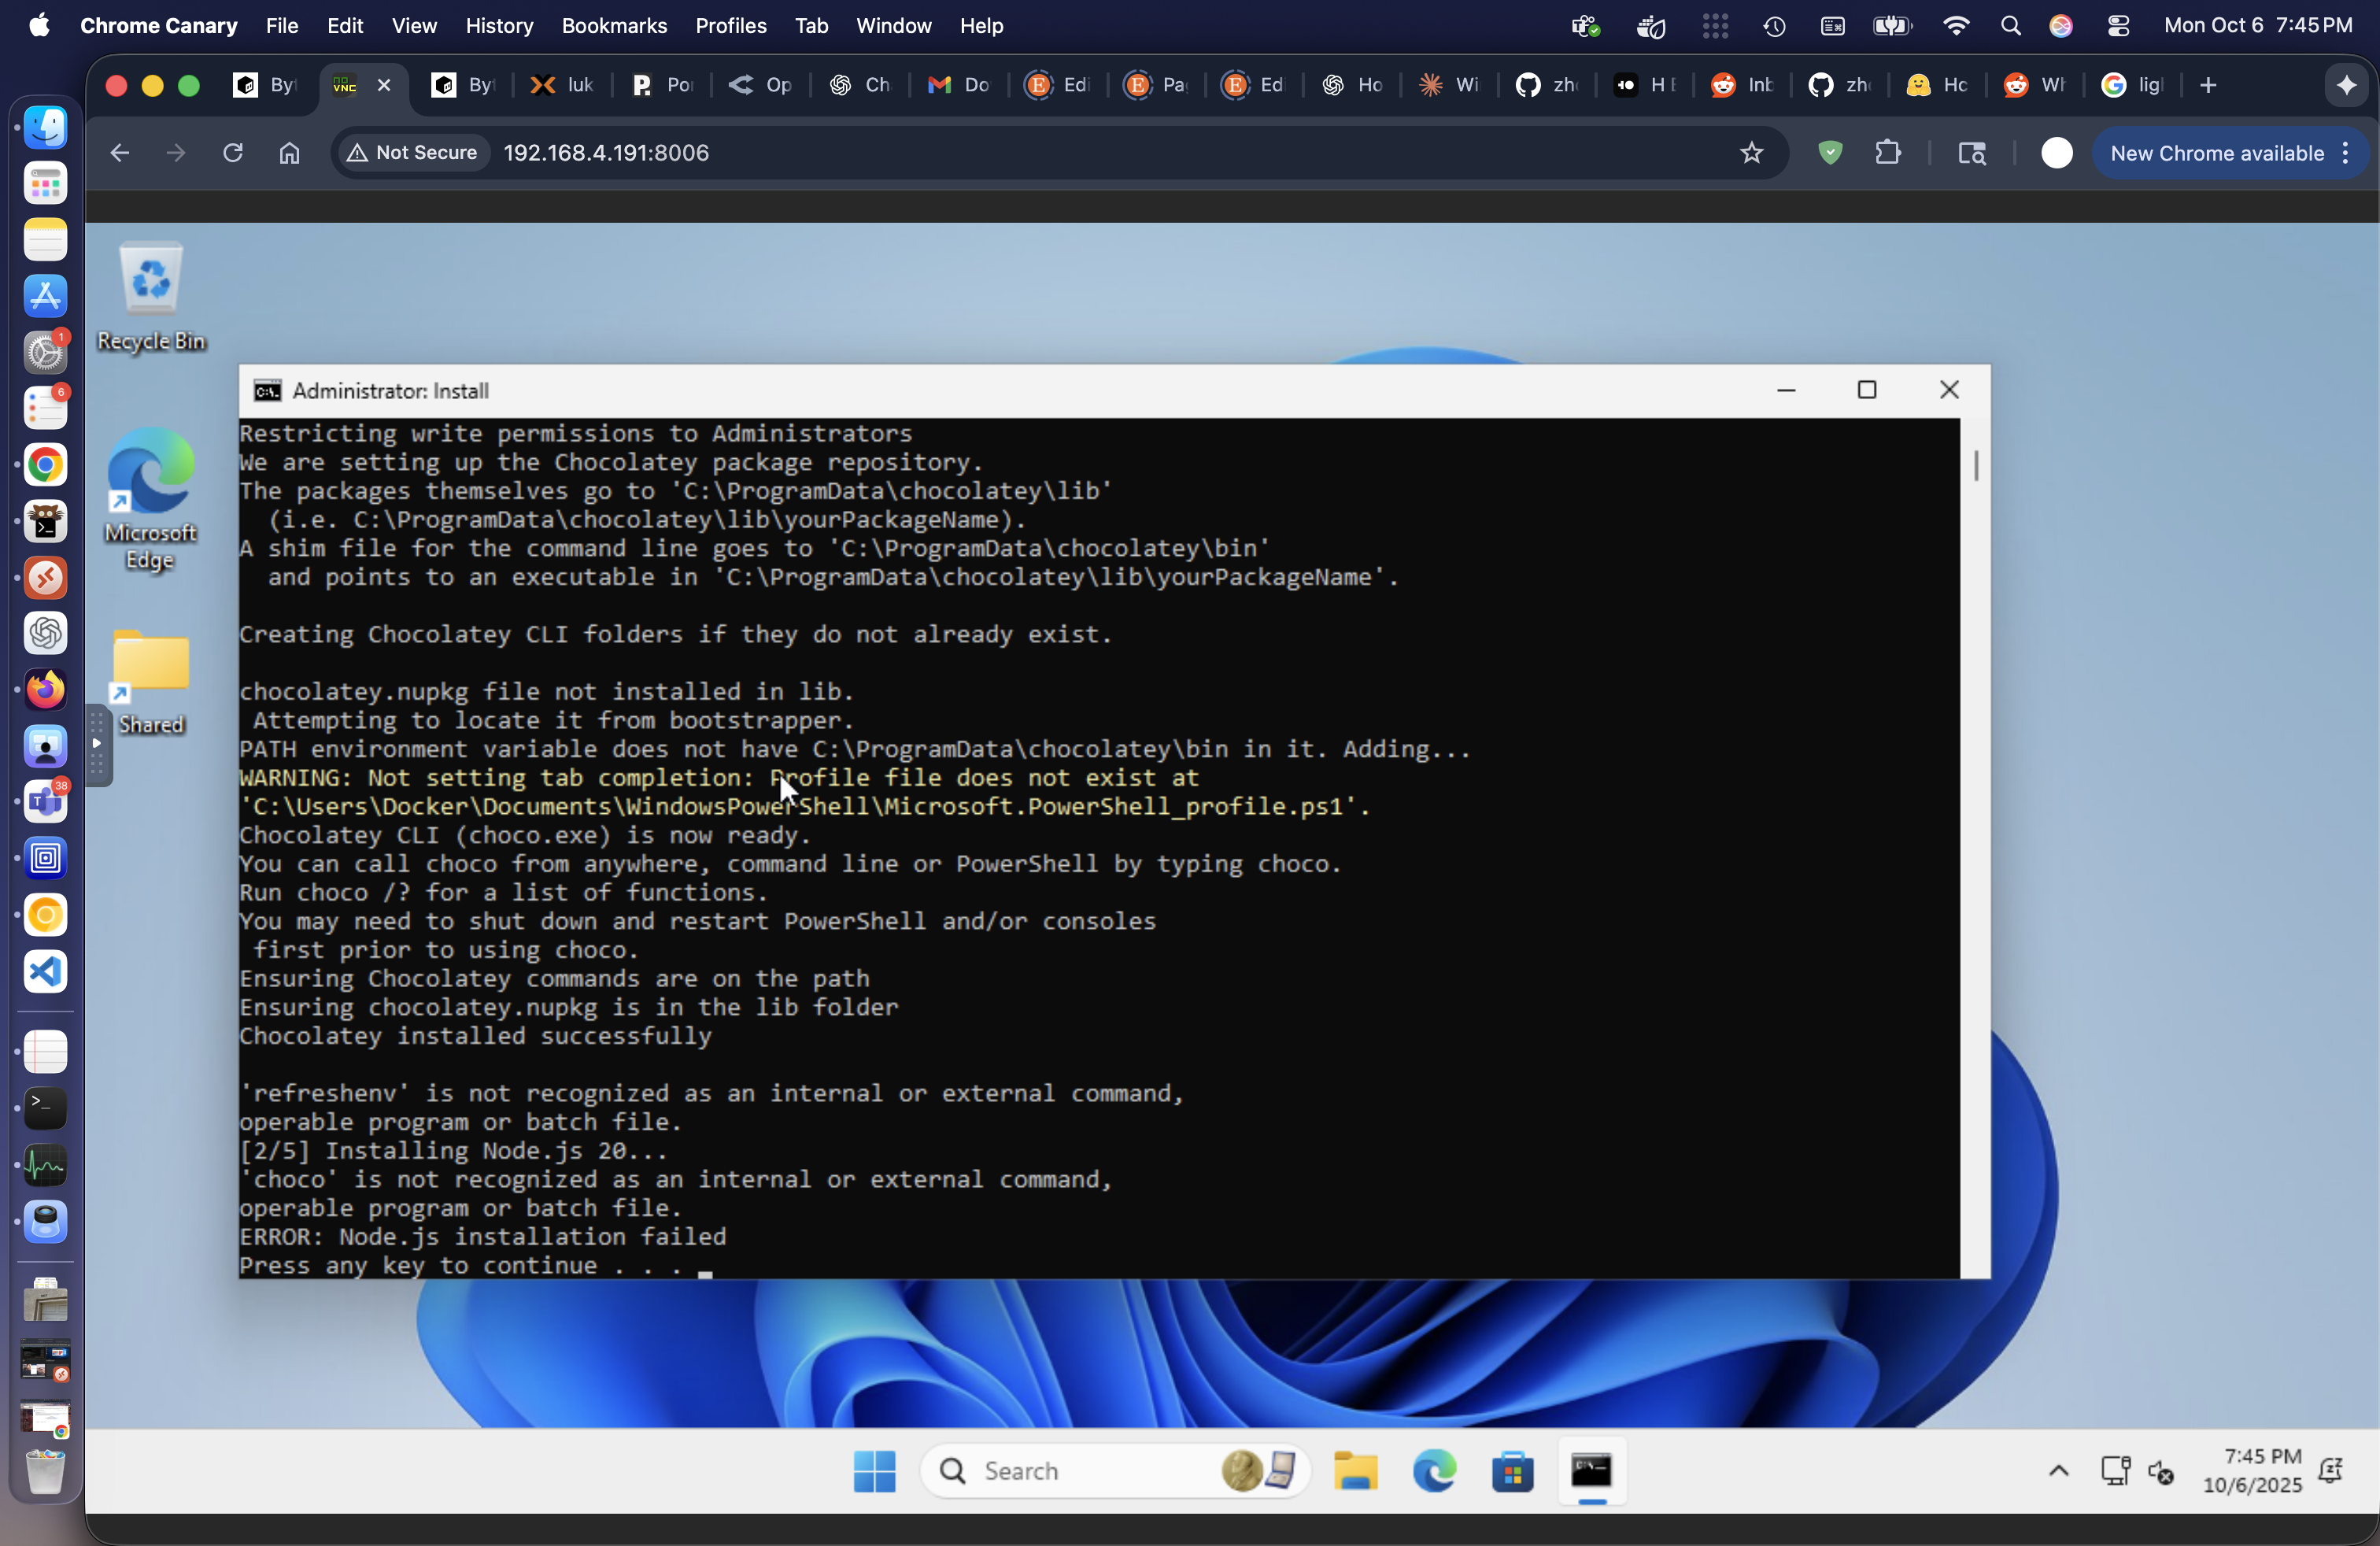 Chrome Canary File Edit View History Bookmarks Profiles Tab Window Help Mon Oct 6 7:45 PM
By no VNC By luk Por Op Ch Do Edi Pa Ed Ho Wi zh H E Inb zh Ho Wh lig
Not Secure 192.168.4.191:8006 New Chrome available
1
6
38
Recycle Bin
Microsoft
Edge
Shared
Administrator: Install
Restricting write permissions to Administrators
We are setting up the Chocolatey package repository.
The packages themselves go to 'C:\ProgramData\chocolatey\lib'
(i.e. C:\ProgramData\chocolatey\lib\yourPackageName).
A shim file for the command line goes to 'C:\ProgramData\chocolatey\bin'
and points to an executable in 'C:\ProgramData\chocolatey\lib\yourPackageName'.
Creating Chocolatey CLI folders if they do not already exist.
chocolatey.nupkg file not installed in lib.
Attempting to locate it from bootstrapper.
PATH environment variable does not have C:\ProgramData\chocolatey\bin in it. Adding...
WARNING: Not setting tab completion: Profile file does not exist at
'C:\Users\Docker\Documents\WindowsPowerShell\Microsoft.PowerShell_profile.ps1'.
Chocolatey CLI (choco.exe) is now ready.
You can call choco from anywhere, command line or PowerShell by typing choco.
Run choco /? for a list of functions.
You may need to shut down and restart PowerShell and/or consoles
first prior to using choco.
Ensuring Chocolatey commands are on the path
Ensuring chocolatey.nupkg is in the lib folder
Chocolatey installed successfully
'refreshenv' is not recognized as an internal or external command,
operable program or batch file.
[2/5] Installing Node.js 20...
'choco' is not recognized as an internal or external command,
operable program or batch file.
ERROR: Node.js installation failed
Press any key to continue . . .
Search
7:45 PM
10/6/2025